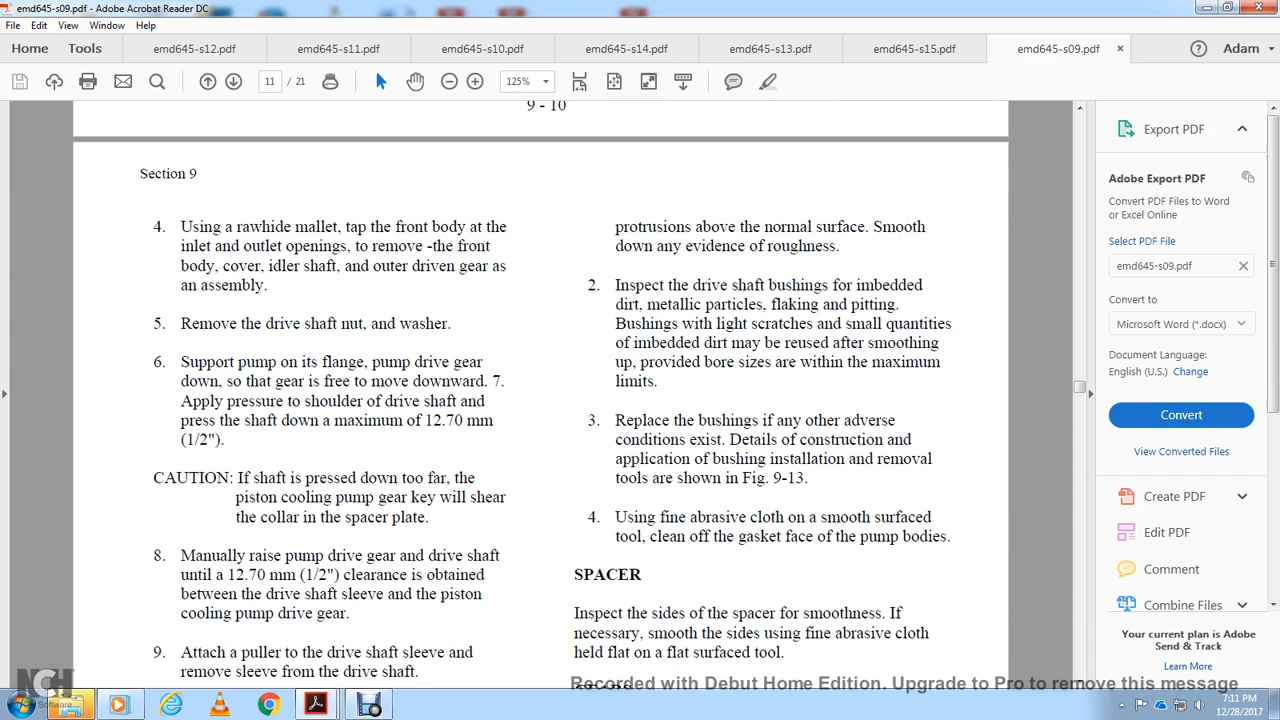 emd645-s09.pdf - Adobe Acrobat Reader DC
File Edit View Window Help
Home Tools emd645-s12.pdf emd645-s11.pdf emd645-s10.pdf emd645-s14.pdf emd645-s13.pdf emd645-s15.pdf emd645-s09.pdf × ? Adam
11 / 21 125%
9 - 10
Section 9
4. Using a rawhide mallet, tap the front body at the
inlet and outlet openings, to remove -the front
body, cover, idler shaft, and outer driven gear as
an assembly.
5. Remove the drive shaft nut, and washer.
6. Support pump on its flange, pump drive gear
down, so that gear is free to move downward. 7.
Apply pressure to shoulder of drive shaft and
press the shaft down a maximum of 12.70 mm
(1/2").
CAUTION: If shaft is pressed down too far, the
piston cooling pump gear key will shear
the collar in the spacer plate.
8. Manually raise pump drive gear and drive shaft
until a 12.70 mm (1/2") clearance is obtained
between the drive shaft sleeve and the piston
cooling pump drive gear.
9. Attach a puller to the drive shaft sleeve and
remove sleeve from the drive shaft.
protrusions above the normal surface. Smooth
down any evidence of roughness.
2. Inspect the drive shaft bushings for imbedded
dirt, metallic particles, flaking and pitting.
Bushings with light scratches and small quantities
of imbedded dirt may be reused after smoothing
up, provided bore sizes are within the maximum
limits.
3. Replace the bushings if any other adverse
conditions exist. Details of construction and
application of bushing installation and removal
tools are shown in Fig. 9-13.
4. Using fine abrasive cloth on a smooth surfaced
tool, clean off the gasket face of the pump bodies.
SPACER
Inspect the sides of the spacer for smoothness. If
necessary, smooth the sides using fine abrasive cloth
held flat on a flat surfaced tool.
Export PDF
Adobe Export PDF
Convert PDF Files to Word
or Excel Online
Select PDF File
emd645-s09.pdf
Convert to
Microsoft Word (*.docx)
Document Language:
English (U.S.) Change
Convert
View Converted Files
Create PDF
Edit PDF
Comment
Combine Files
Your current plan is Adobe
Send & Track
Learn More
Recorded with Debut Home Edition. Upgrade to Pro to remove this message
NCH
Software
7:11 PM
12/28/2017